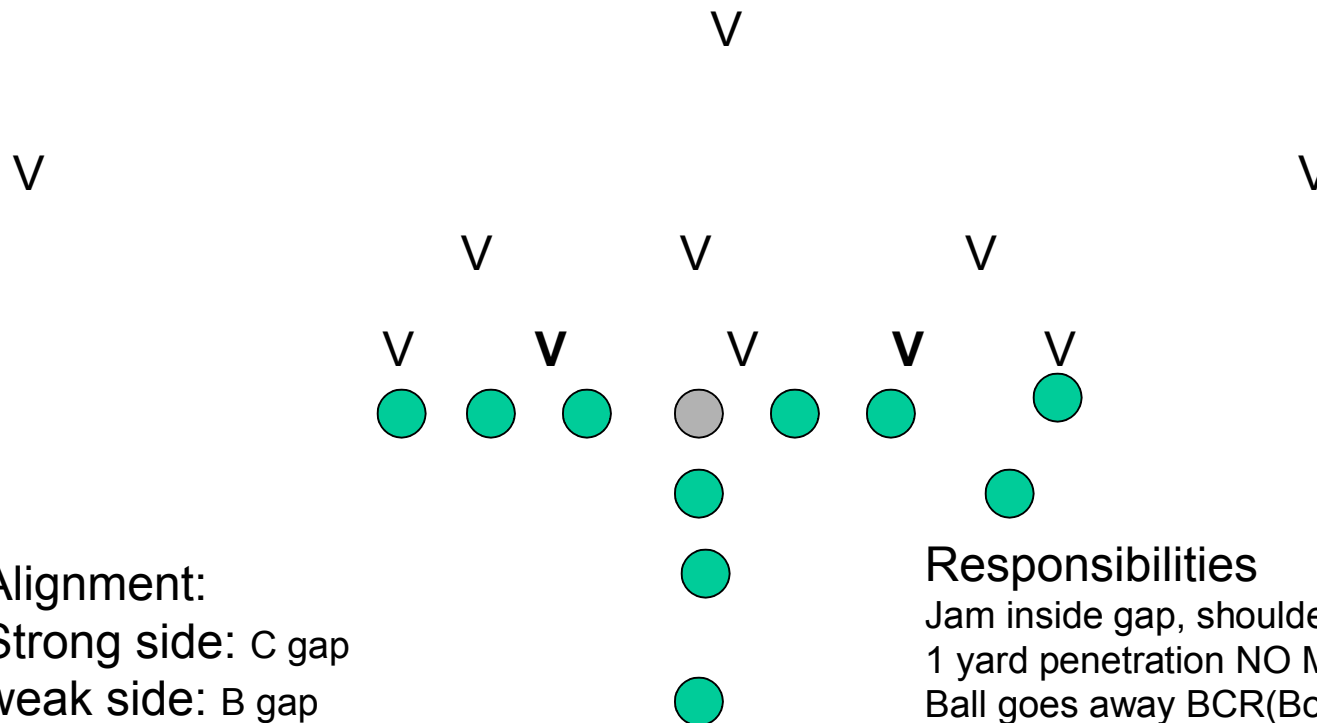 V
V V
V V V
V V V V V
Alignment:
Strong side: C gap
weak side: B gap
Responsibilities
Jam inside gap, shoulde
1 yard penetration NO M
Ball goes away BCR(Bo